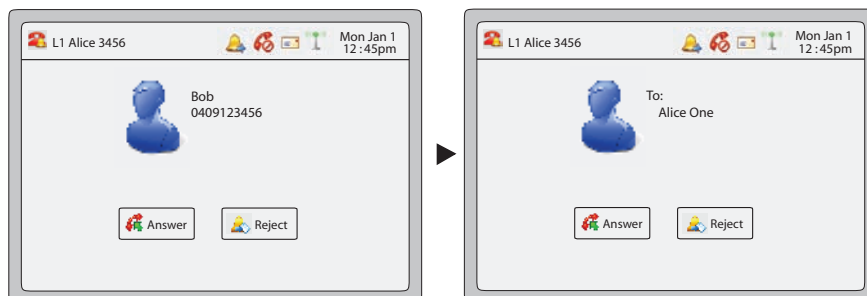 L1 Alice 3456
Mon Jan 1
12 :45pm
Bob
0409123456
Answer
Reject
L1 Alice 3456
Mon Jan 1
12 :45pm
To:
Alice One
Answer
Reject